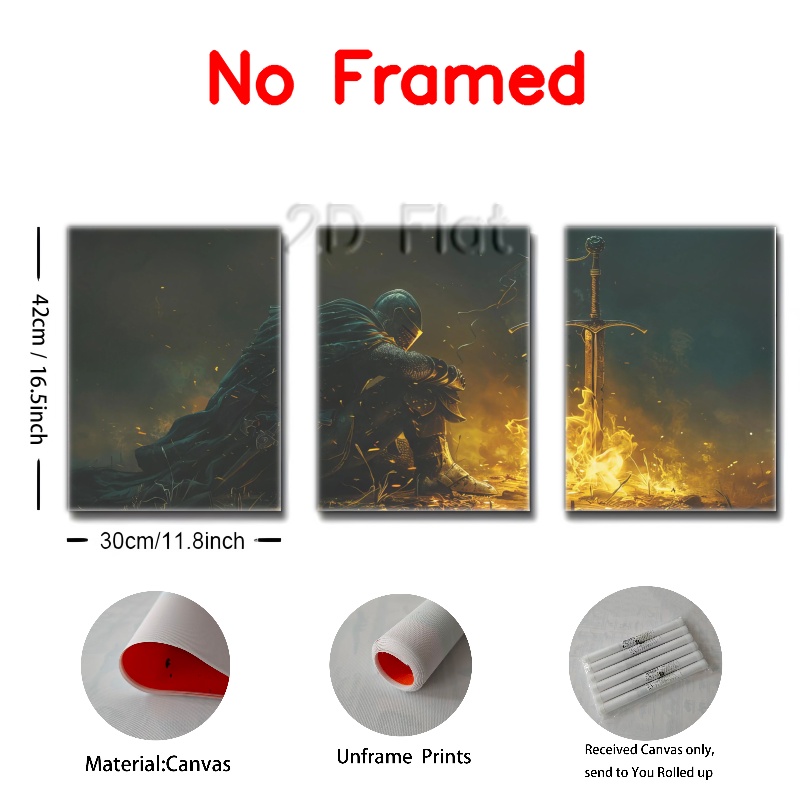 No Framed
2D Flat
42cm / 16.5inch
30cm/11.8inch
Material:Canvas
Unframe Prints
Received Canvas only,
send to You Rolled up